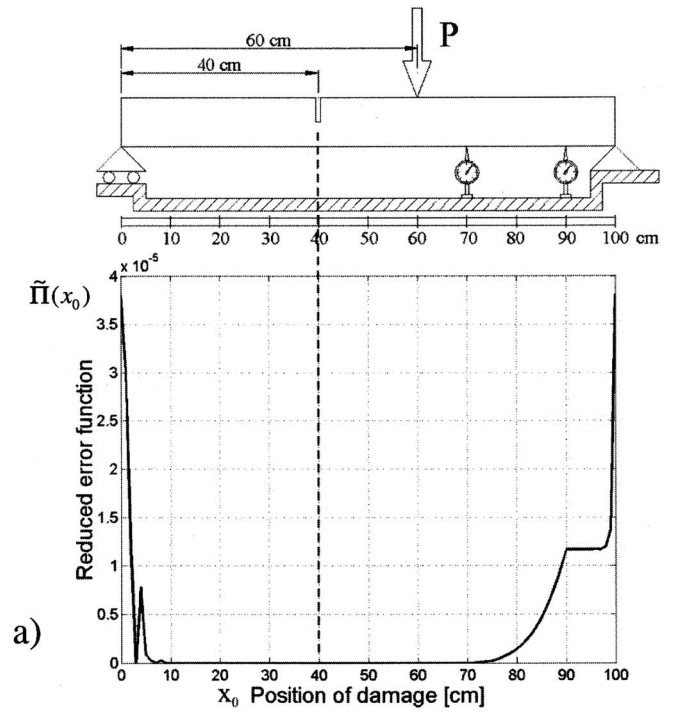 60 cm
P
40 cm
0 10 20 30 40 50 60 70 80 90 100 cm
4 x 10⁻⁵
Π̃(x₀)
3.5
3
2.5
2
1.5
1
0.5
0
Reduced error function
a)
0 10 20 30 40 50 60 70 80 90 100
X₀ Position of damage [cm]